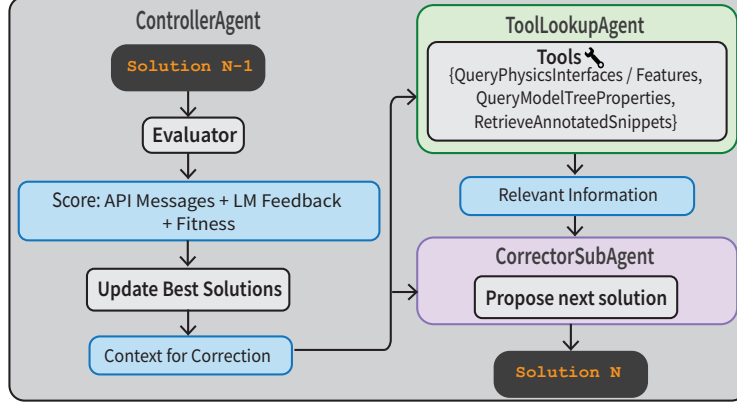 ControllerAgent
Solution N-1
Evaluator
Score: API Messages + LM Feedback
+ Fitness
Update Best Solutions
Context for Correction
ToolLookupAgent
Tools
{QueryPhysicsInterfaces / Features,
QueryModelTreeProperties,
RetrieveAnnotatedSnippets}
Relevant Information
CorrectorSubAgent
Propose next solution
Solution N